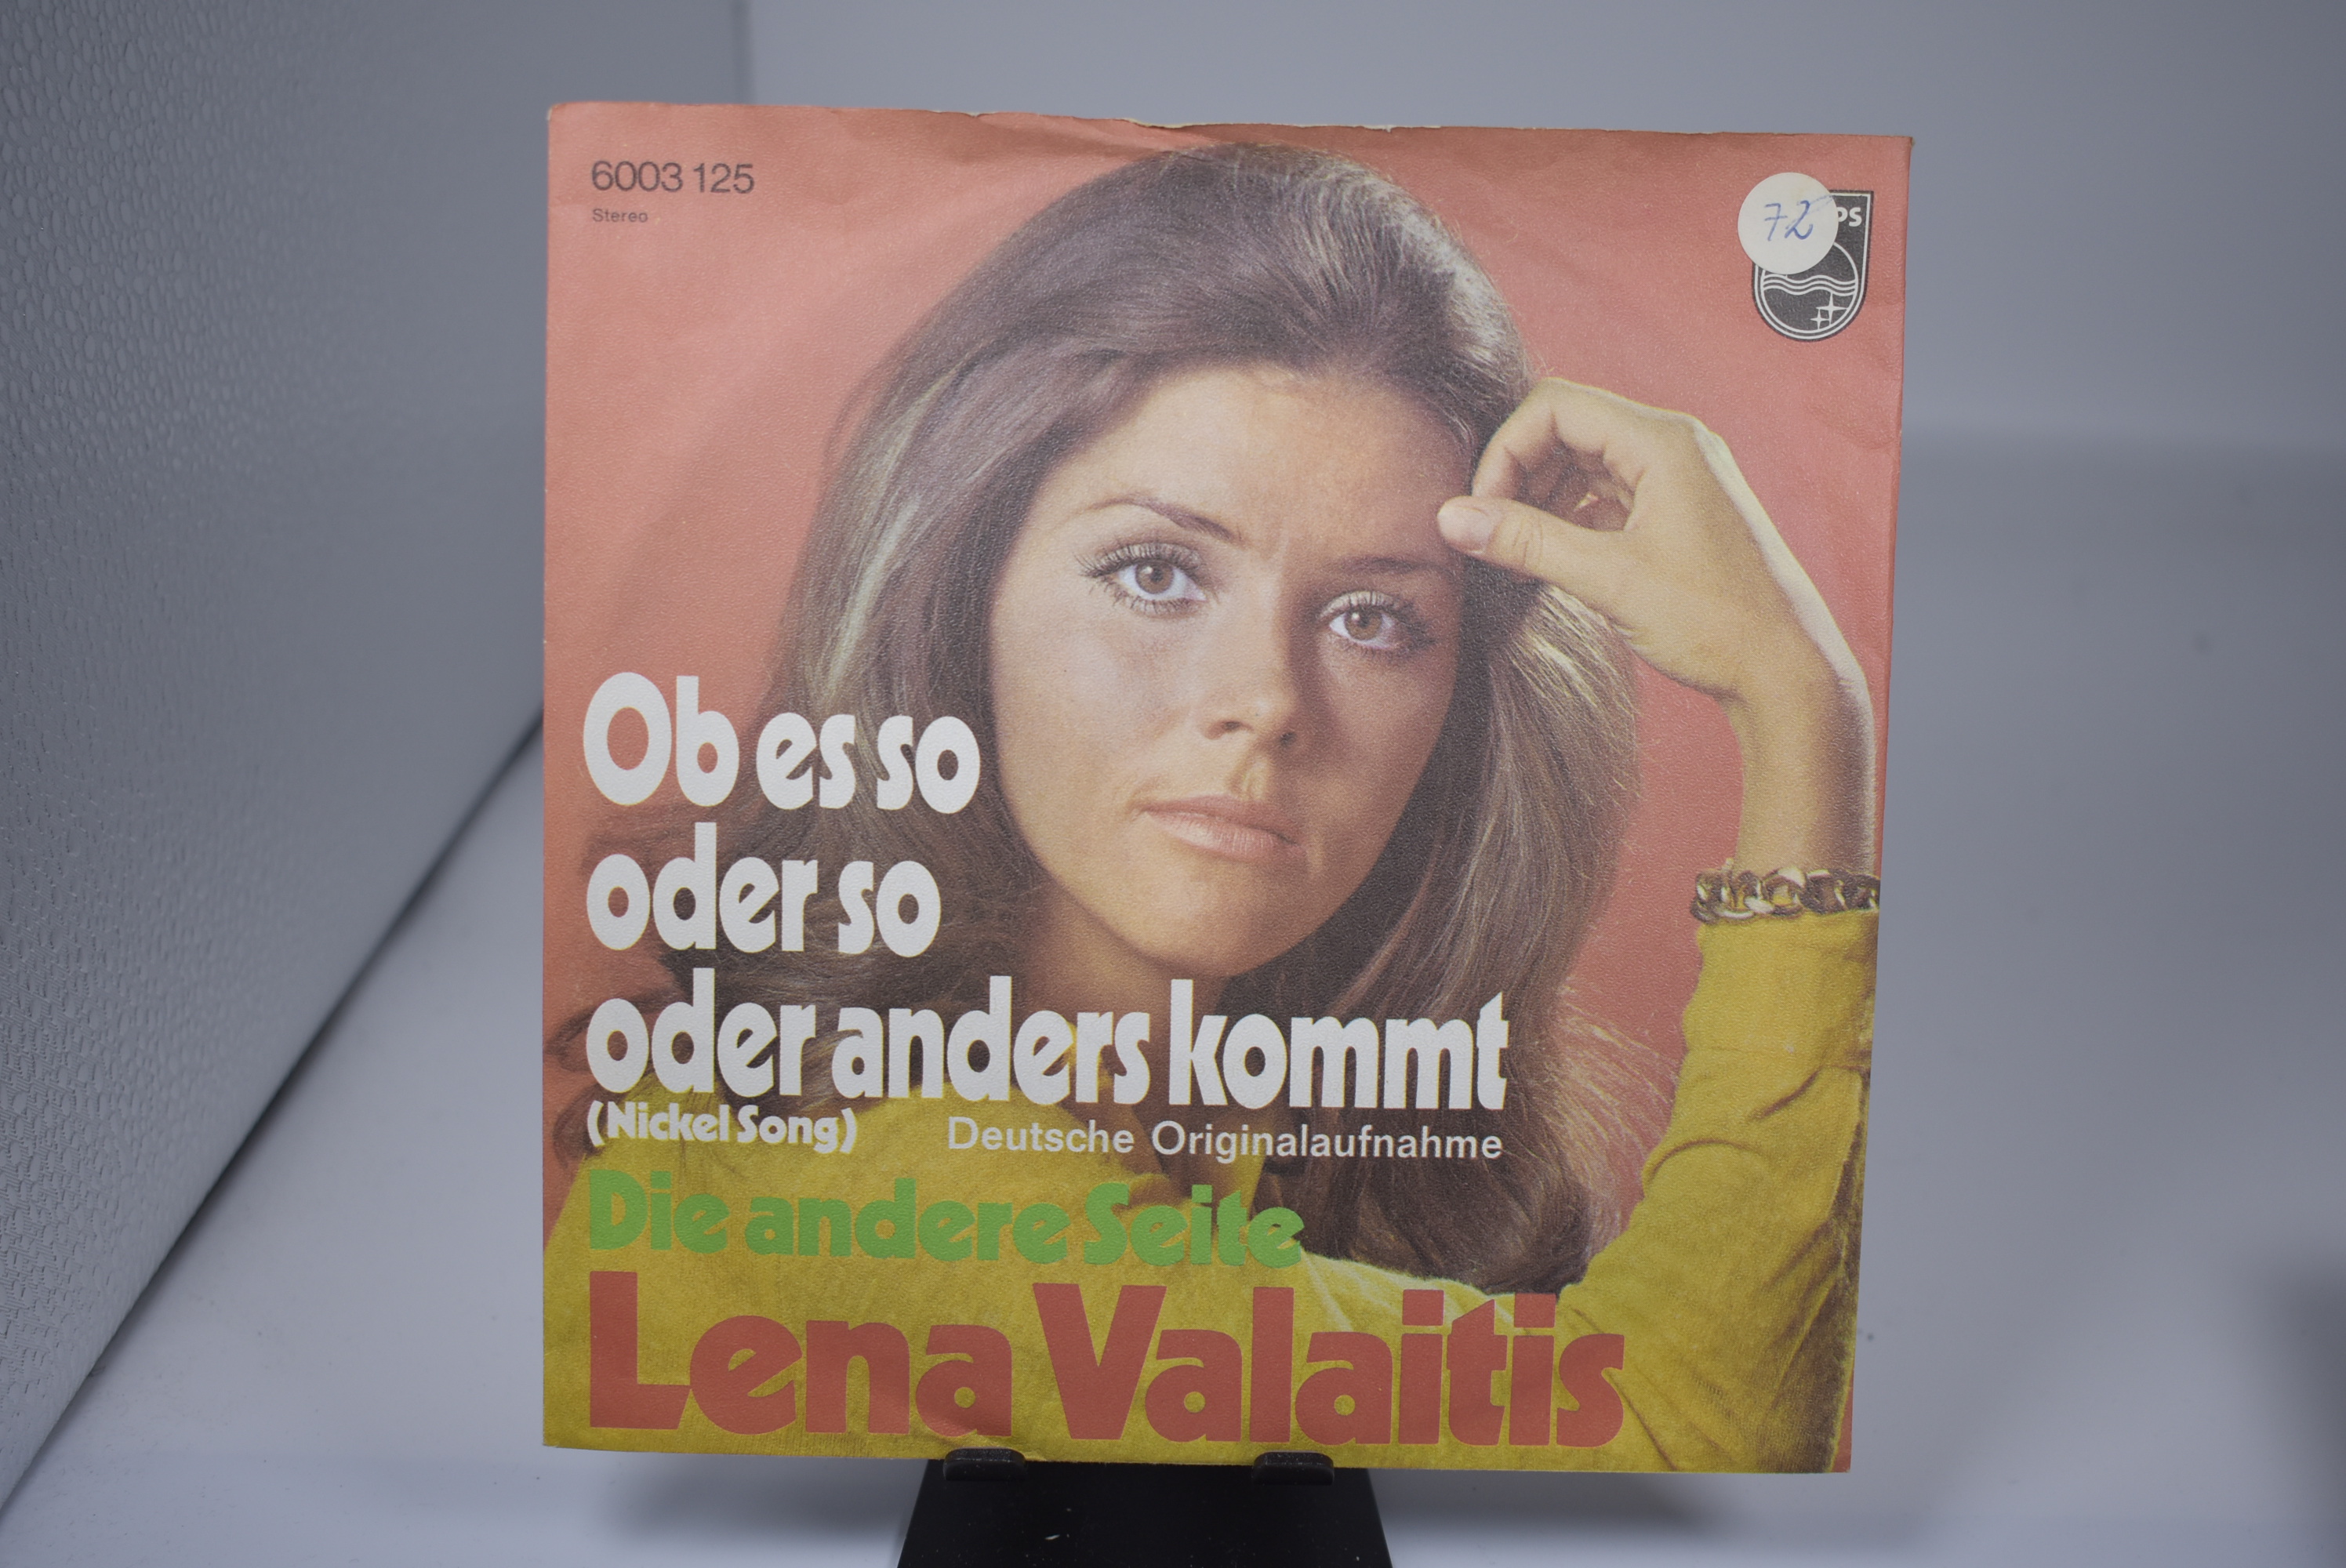 6003 125
Stereo
72
Ob es so
oder so
oder anders kommt
(Nickel Song) Deutsche Originalaufnahme
Die andere Seite
Lena Valaitis